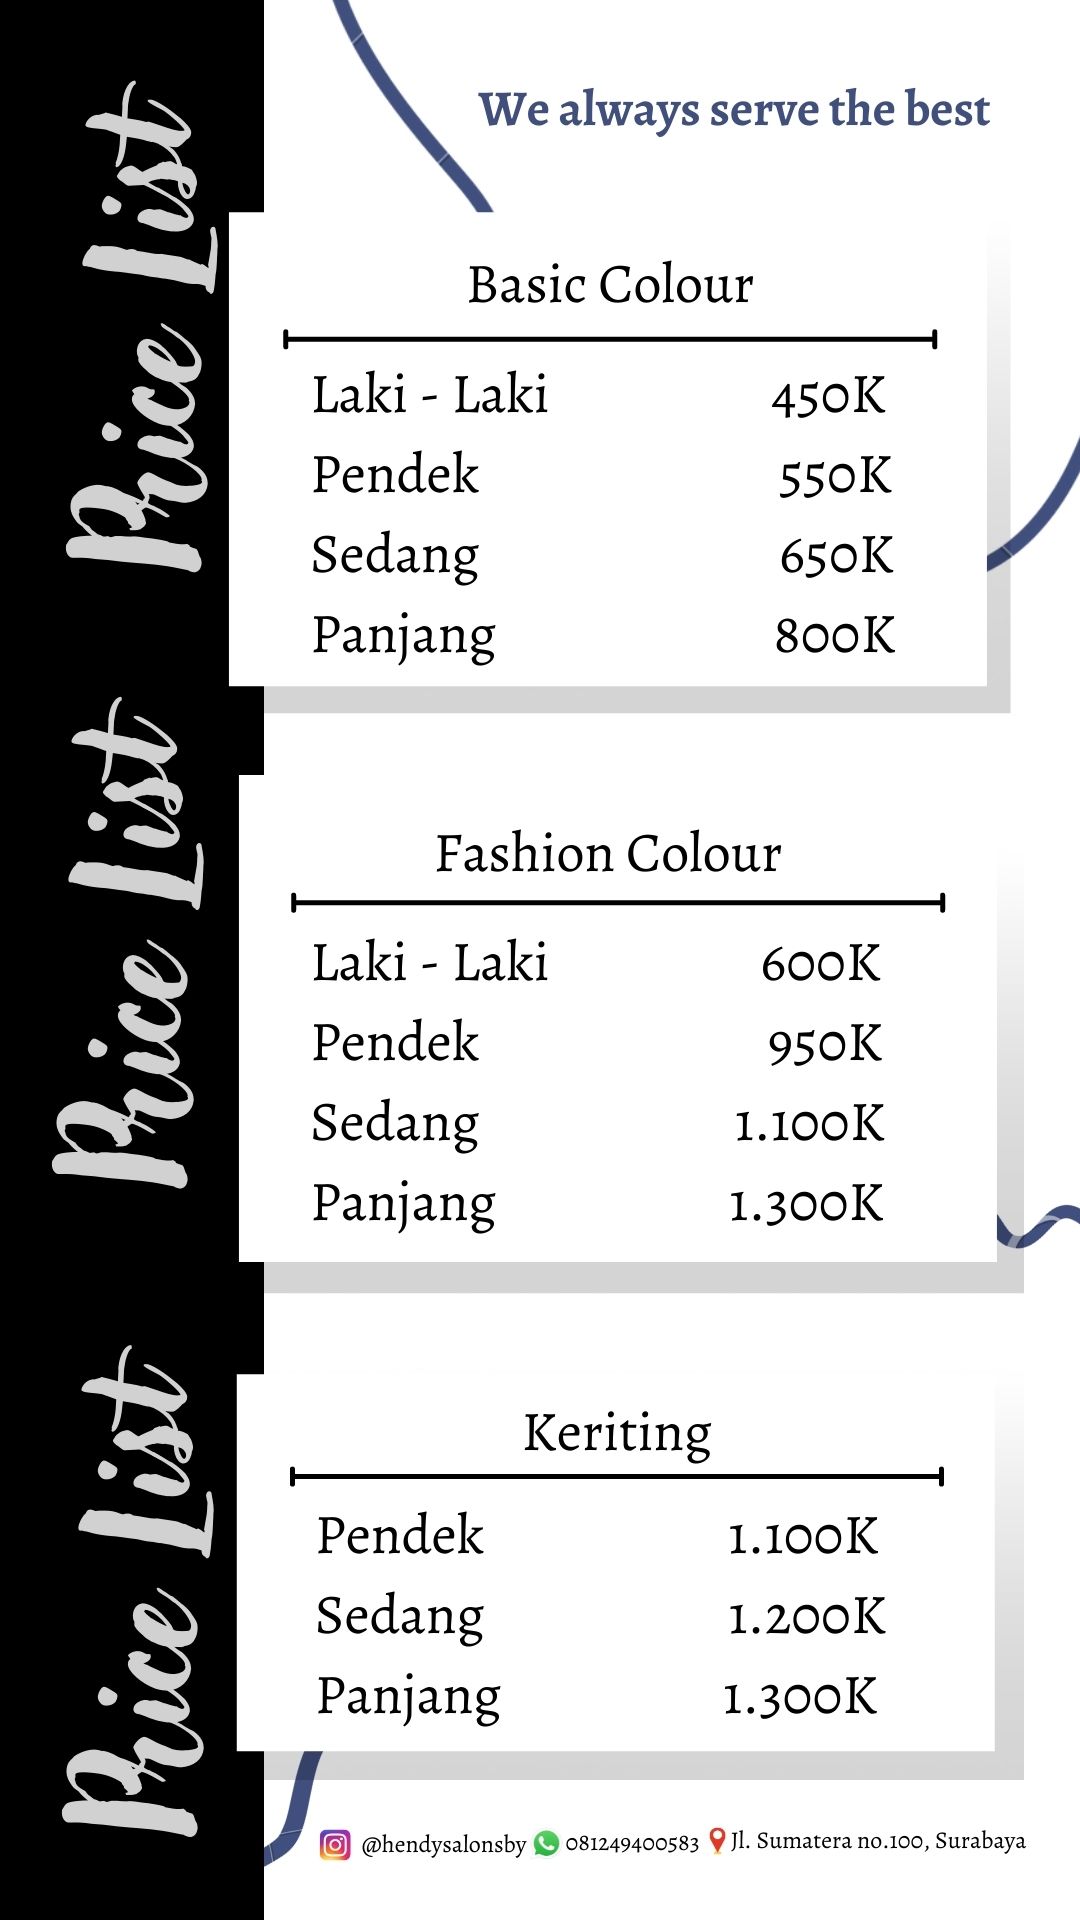 We always serve the best
Price List
Basic Colour
Laki - Laki 450K
Pendek 550K
Sedang 650K
Panjang 800K
Price List
Fashion Colour
Laki - Laki 600K
Pendek 950K
Sedang 1.100K
Panjang 1.300K
Price List
Keriting
Pendek 1.100K
Sedang 1.200K
Panjang 1.300K
@hendysalonsby 081249400583 Jl. Sumatera no.100, Surabaya